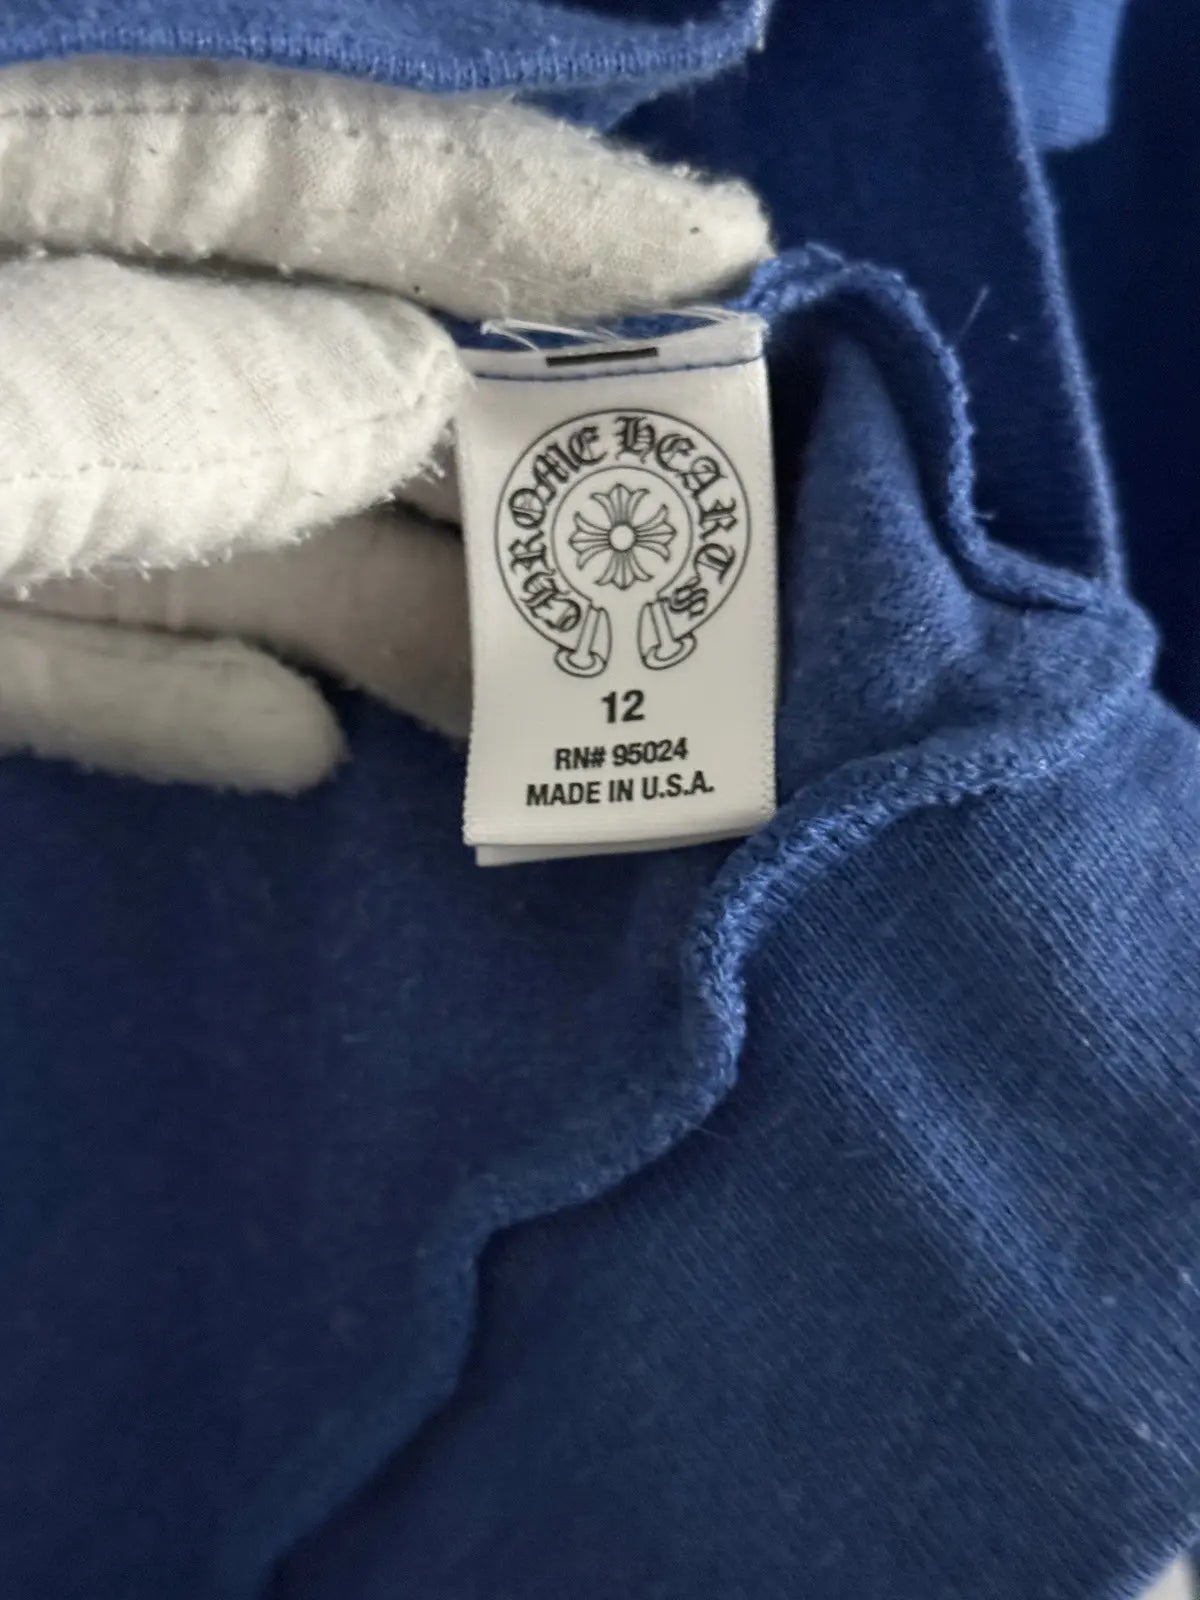 CHROME HEARTS
12
RN# 95024
MADE IN U.S.A.